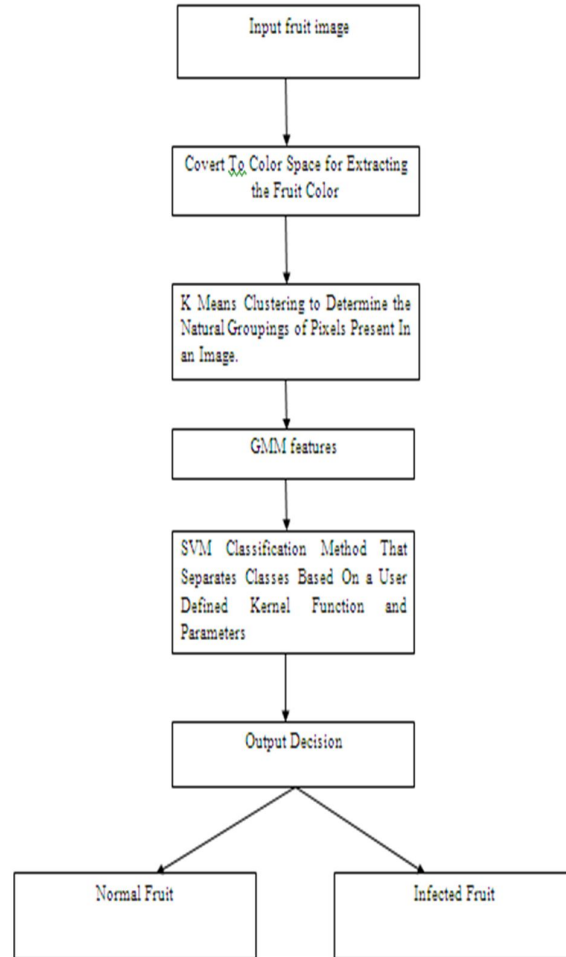 Input fruit image
Covert To Color Space for Extracting
the Fruit Color
K Means Clustering to Determine the
Natural Groupings of Pixels Present In
an Image.
GMM features
SVM Classification Method That
Separates Classes Based On a User
Defined Kernel Function and
Parameters
Output Decision
Normal Fruit
Infected Fruit